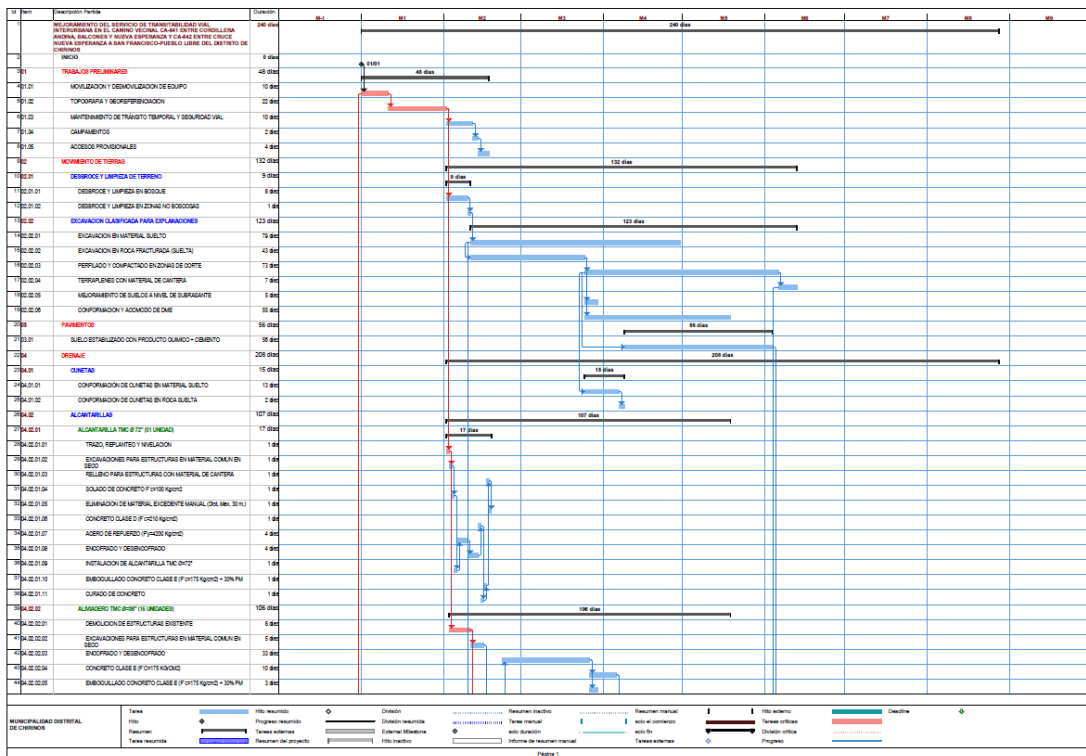 Id Item Descripción Partida Duración M-1 M1 M2 M3 M4 M5 M6 M7 M8 M9
1 MEJORAMIENTO DEL SERVICIO DE TRANSITABILIDAD VIAL 240 días 240 días
INTERURBANA EN EL CAMINO VECINAL CA-841 ENTRE CORDILLERA
ANDINA, BALCONES Y NUEVA ESPERANZA Y CA-842 ENTRE CRUCE
NUEVA ESPERANZA A SAN FRANCISCO-PUEBLO LIBRE DEL DISTRITO DE
CHIRINOS
2 INICIO 0 días 01/01
3 01 TRABAJOS PRELIMINARES 48 días 48 días
4 01.01 MOVILIZACIÓN Y DESMOVILIZACION DE EQUIPO 10 días
5 01.02 TOPOGRAFIA Y GEOREFERENCIACION 22 días
6 01.03 MANTENIMIENTO DE TRÁNSITO TEMPORAL Y SEGURIDAD VIAL 10 días
7 01.04 CAMPAMENTOS 2 días
8 01.05 ACCESOS PROVISIONALES 4 días
9 02 MOVIMIENTO DE TIERRAS 132 días 132 días
10 02.01 DESBROCE Y LIMPIEZA DE TERRENO 9 días 9 días
11 02.01.01 DESBROCE Y LIMPIEZA EN BOSQUE 8 días
12 02.01.02 DESBROCE Y LIMPIEZA EN ZONAS NO BOSCOSAS 1 día
13 02.02 EXCAVACION CLASIFICADA PARA EXPLANACIONES 123 días 123 días
14 02.02.01 EXCAVACION EN MATERIAL SUELTO 79 días
15 02.02.02 EXCAVACION EN ROCA FRACTURADA (SUELTA) 43 días
16 02.02.03 PERFILADO Y COMPACTADO EN ZONAS DE CORTE 73 días
17 02.02.04 TERRAPLENES CON MATERIAL DE CANTERA 7 días
18 02.02.05 MEJORAMIENTO DE SUELOS A NIVEL DE SUBRASANTE 5 días
19 02.02.06 CONFORMACION Y ACOMODO DE DME 55 días
20 03 PAVIMENTOS 56 días 56 días
21 03.01 SUELO ESTABILIZADO CON PRODUCTO QUIMICO + CEMENTO 56 días
22 04 DRENAJE 208 días 208 días
23 04.01 CUNETAS 15 días 15 días
24 04.01.01 CONFORMACIÓN DE CUNETAS EN MATERIAL SUELTO 13 días
25 04.01.02 CONFORMACION DE CUNETAS EN ROCA SUELTA 2 días
26 04.02 ALCANTARILLAS 107 días 107 días
27 04.02.01 ALCANTARILLA TMC Ø 72" (01 UNIDAD) 17 días 17 días
28 04.02.01.01 TRAZO, REPLANTEO Y NIVELACION 1 día
29 04.02.01.02 EXCAVACIONES PARA ESTRUCTURAS EN MATERIAL COMUN EN 1 día
SECO
30 04.02.01.03 RELLENO PARA ESTRUCTURAS CON MATERIAL DE CANTERA 1 día
31 04.02.01.04 SOLADO DE CONCRETO F'c=100 Kg/cm2 1 día
32 04.02.01.05 ELIMINACION DE MATERIAL EXCEDENTE MANUAL (Dist. Max. 30 m.) 1 día
33 04.02.01.06 CONCRETO CLASE D (F'c=210 Kg/cm2) 1 día
34 04.02.01.07 ACERO DE REFUERZO (Fy=4200 Kg/cm2) 4 días
35 04.02.01.08 ENCOFRADO Y DESENCOFRADO 4 días
36 04.02.01.09 INSTALACION DE ALCANTARILLA TMC Ø=72" 1 día
37 04.02.01.10 EMBOQUILLADO CONCRETO CLASE E (F'c=175 Kg/cm2) + 30% PM 1 día
38 04.02.01.11 CURADO DE CONCRETO 1 día
39 04.02.02 106 días 106 días
40 04.02.02.01 DEMOLICION DE ESTRUCTURAS EXISTENTE 8 días
41 04.02.02.02 EXCAVACIONES PARA ESTRUCTURAS EN MATERIAL COMUN EN 5 días
SECO
42 04.02.02.03 ENCOFRADO Y DESENCOFRADO 33 días
43 04.02.02.04 CONCRETO CLASE E (F'C=175 KG/CM2) 10 días
44 04.02.02.05 EMBOQUILLADO CONCRETO CLASE E (F'c=175 Kg/cm2) + 30% PM 3 días
MUNICIPALIDAD DISTRITAL
DE CHIRINOS
Tarea Hito resumido División Resumen inactivo Resumen manual Hito externo Deadline
Hito Progreso resumido División resumida Tarea manual solo el comienzo Tareas críticas
Resumen Tareas externas External Milestone solo duración solo fin División crítica
Tarea resumida Resumen del proyecto Hito inactivo Informe de resumen manual Tareas externas Progreso
Página 1